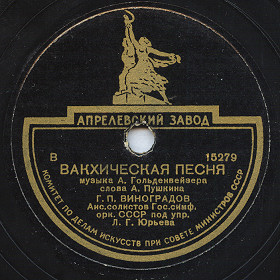 АПРЕЛЕВСКИЙ ЗАВОД
В 15279
ВАКХИЧЕСКАЯ ПЕСНЯ
музыка А. Гольденвейзера
слова А. Пушкина
Г. П. ВИНОГРАДОВ
Анс. солистов Гос. симф.
орк. СССР под упр.
Л. Г. Юрьева
КОМИТЕТ ПО ДЕЛАМ ИСКУССТВ ПРИ СОВЕТЕ МИНИСТРОВ СССР